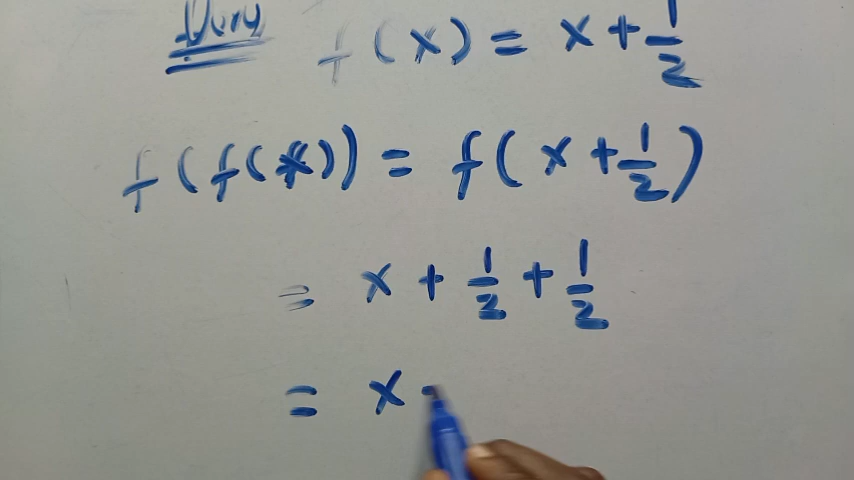 f(x) = x + 1/2
f(f(x)) = f(x + 1/2)
= x + 1/2 + 1/2
= x -